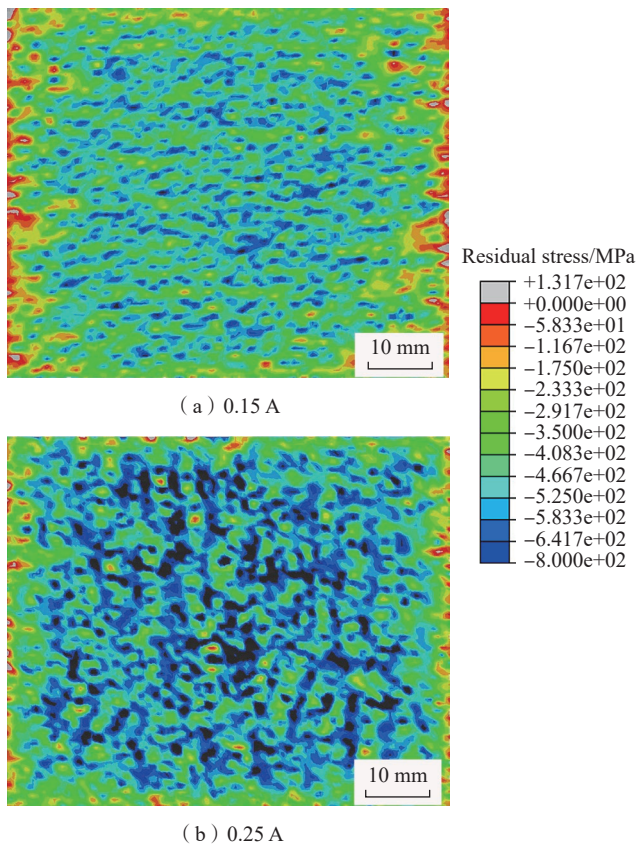 10 mm
（a）0.15 A
Residual stress/MPa
+1.317e+02
+0.000e+00
−5.833e+01
−1.167e+02
−1.750e+02
−2.333e+02
−2.917e+02
−3.500e+02
−4.083e+02
−4.667e+02
−5.250e+02
−5.833e+02
−6.417e+02
−8.000e+02
10 mm
（b）0.25 A